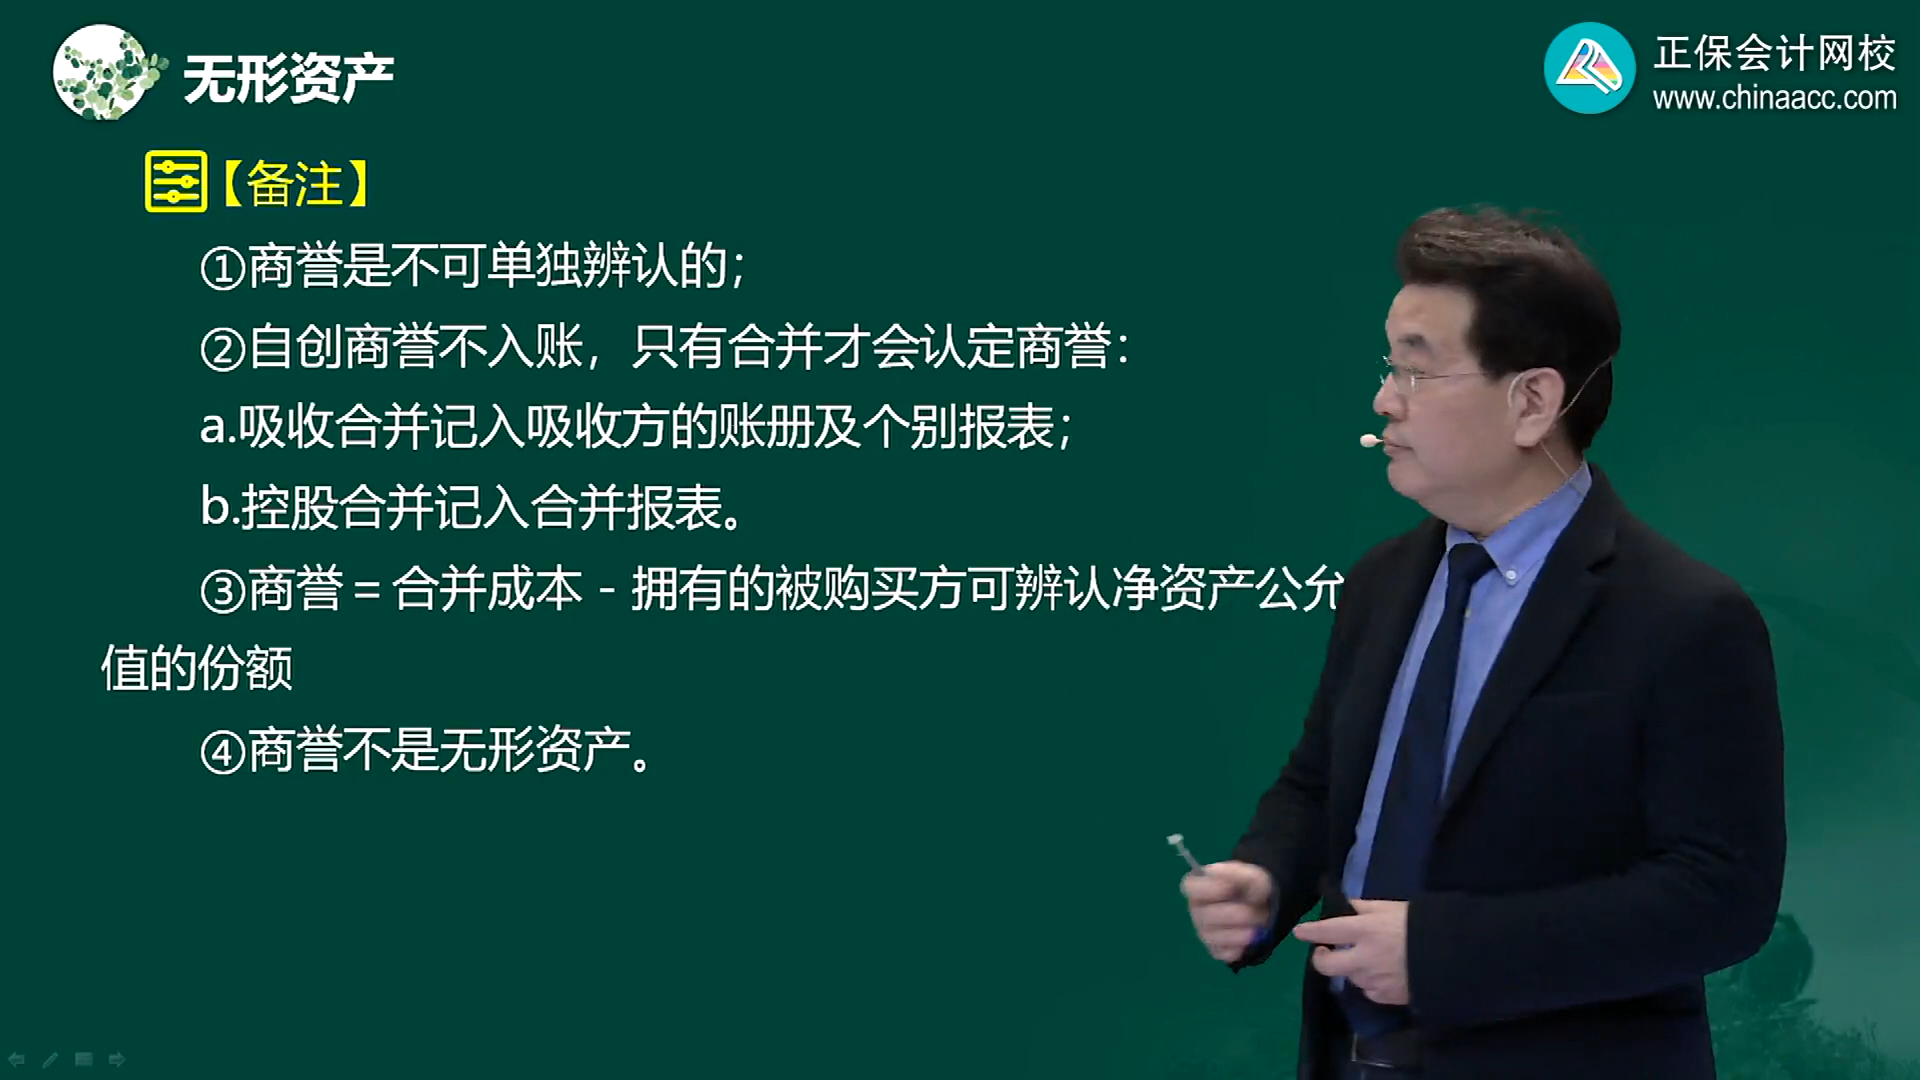 无形资产
正保会计网校
www.chinaacc.com
【备注】
①商誉是不可单独辨认的；
②自创商誉不入账，只有合并才会认定商誉：
a.吸收合并记入吸收方的账册及个别报表；
b.控股合并记入合并报表。
③商誉＝合并成本－拥有的被购买方可辨认净资产公允
值的份额
④商誉不是无形资产。